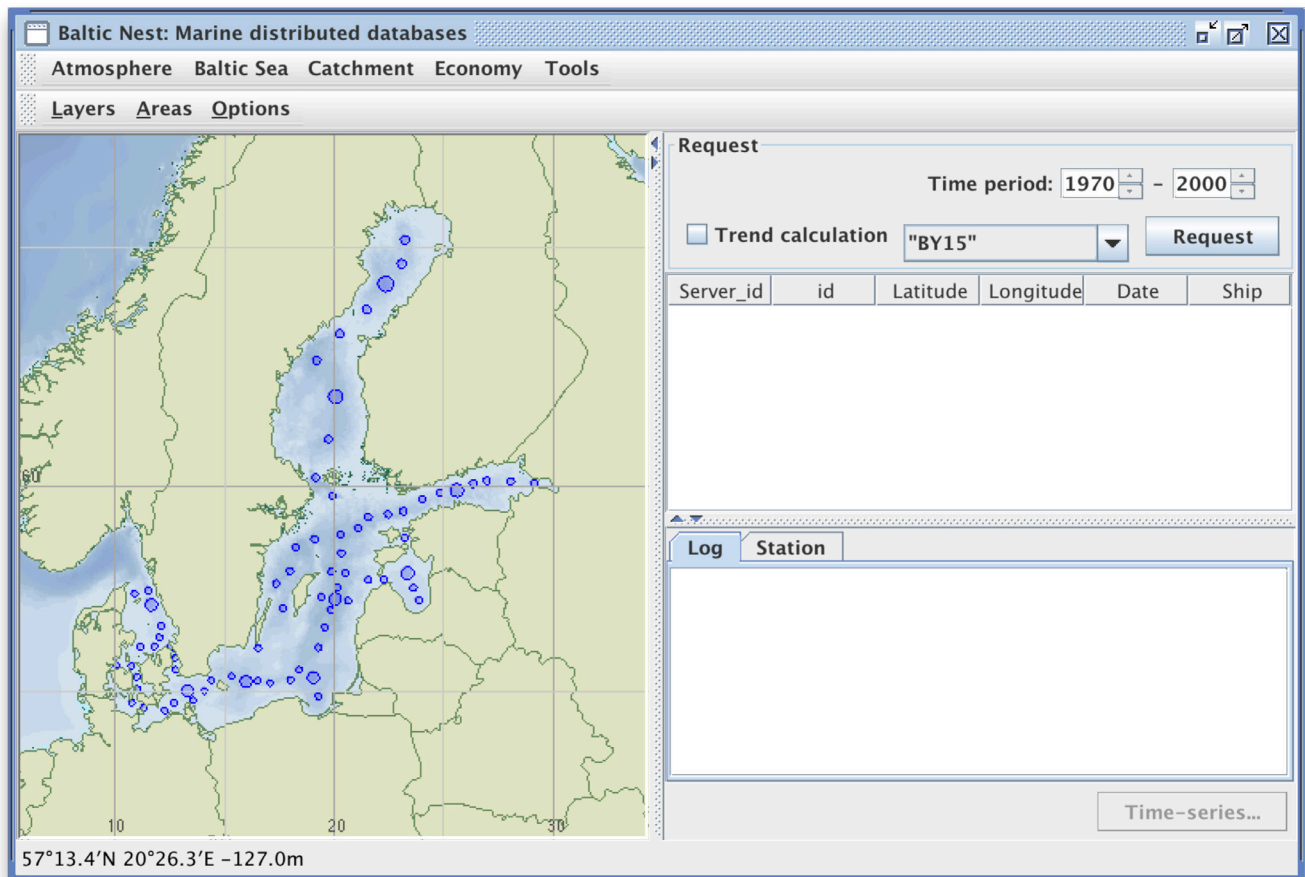 Baltic Nest: Marine distributed databases
Atmosphere Baltic Sea Catchment Economy Tools
Layers Areas Options
Request
Time period: 1970 – 2000
Trend calculation "BY15" Request
Server_id id Latitude Longitude Date Ship
60
Log Station
10 20 30
Time-series...
57°13.4′N 20°26.3′E −127.0m